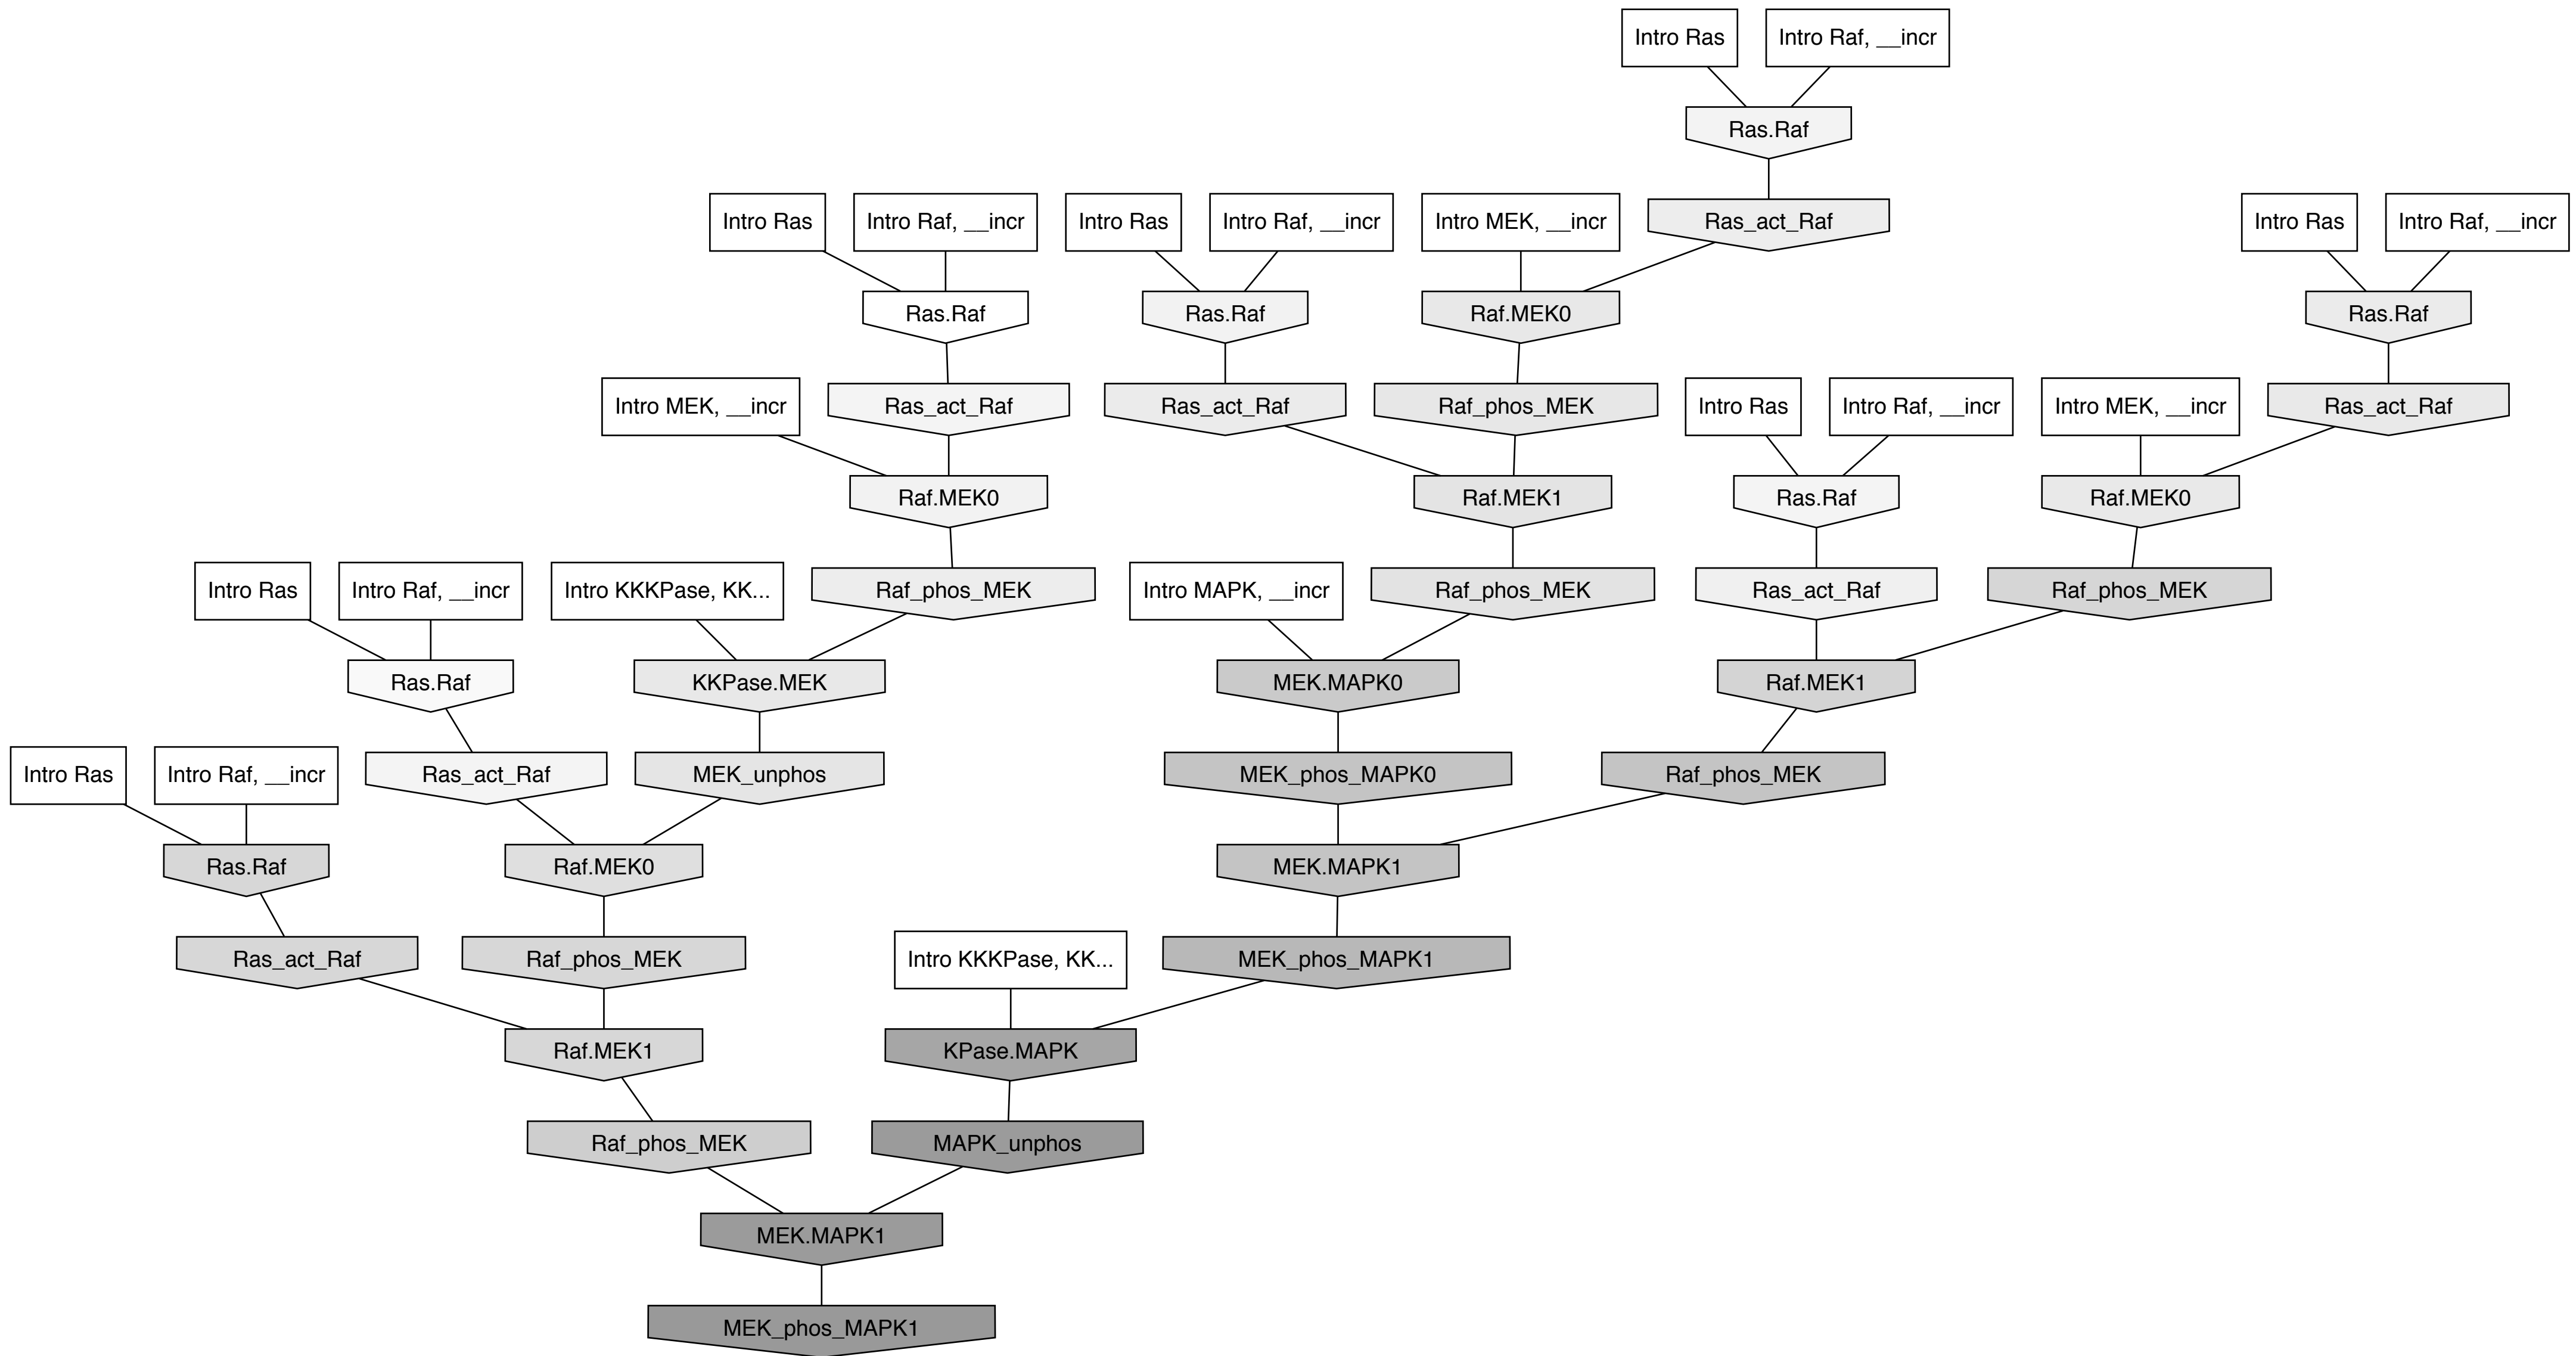 Intro Ras
Intro Raf, __incr
Ras.Raf
Intro Ras
Intro Raf, __incr
Intro Ras
Intro Raf, __incr
Intro MEK, __incr
Ras_act_Raf
Intro Ras
Intro Raf, __incr
Ras.Raf
Ras.Raf
Raf.MEK0
Ras.Raf
Intro MEK, __incr
Ras_act_Raf
Ras_act_Raf
Raf_phos_MEK
Intro Ras
Intro Raf, __incr
Intro MEK, __incr
Ras_act_Raf
Raf.MEK0
Raf.MEK1
Ras.Raf
Raf.MEK0
Intro Ras
Intro Raf, __incr
Intro KKKPase, KK...
Raf_phos_MEK
Intro MAPK, __incr
Raf_phos_MEK
Ras_act_Raf
Raf_phos_MEK
Ras.Raf
KKPase.MEK
MEK.MAPK0
Raf.MEK1
Intro Ras
Intro Raf, __incr
Ras_act_Raf
MEK_unphos
MEK_phos_MAPK0
Raf_phos_MEK
Ras.Raf
Raf.MEK0
MEK.MAPK1
Ras_act_Raf
Raf_phos_MEK
Intro KKKPase, KK...
MEK_phos_MAPK1
Raf.MEK1
KPase.MAPK
Raf_phos_MEK
MAPK_unphos
MEK.MAPK1
MEK_phos_MAPK1